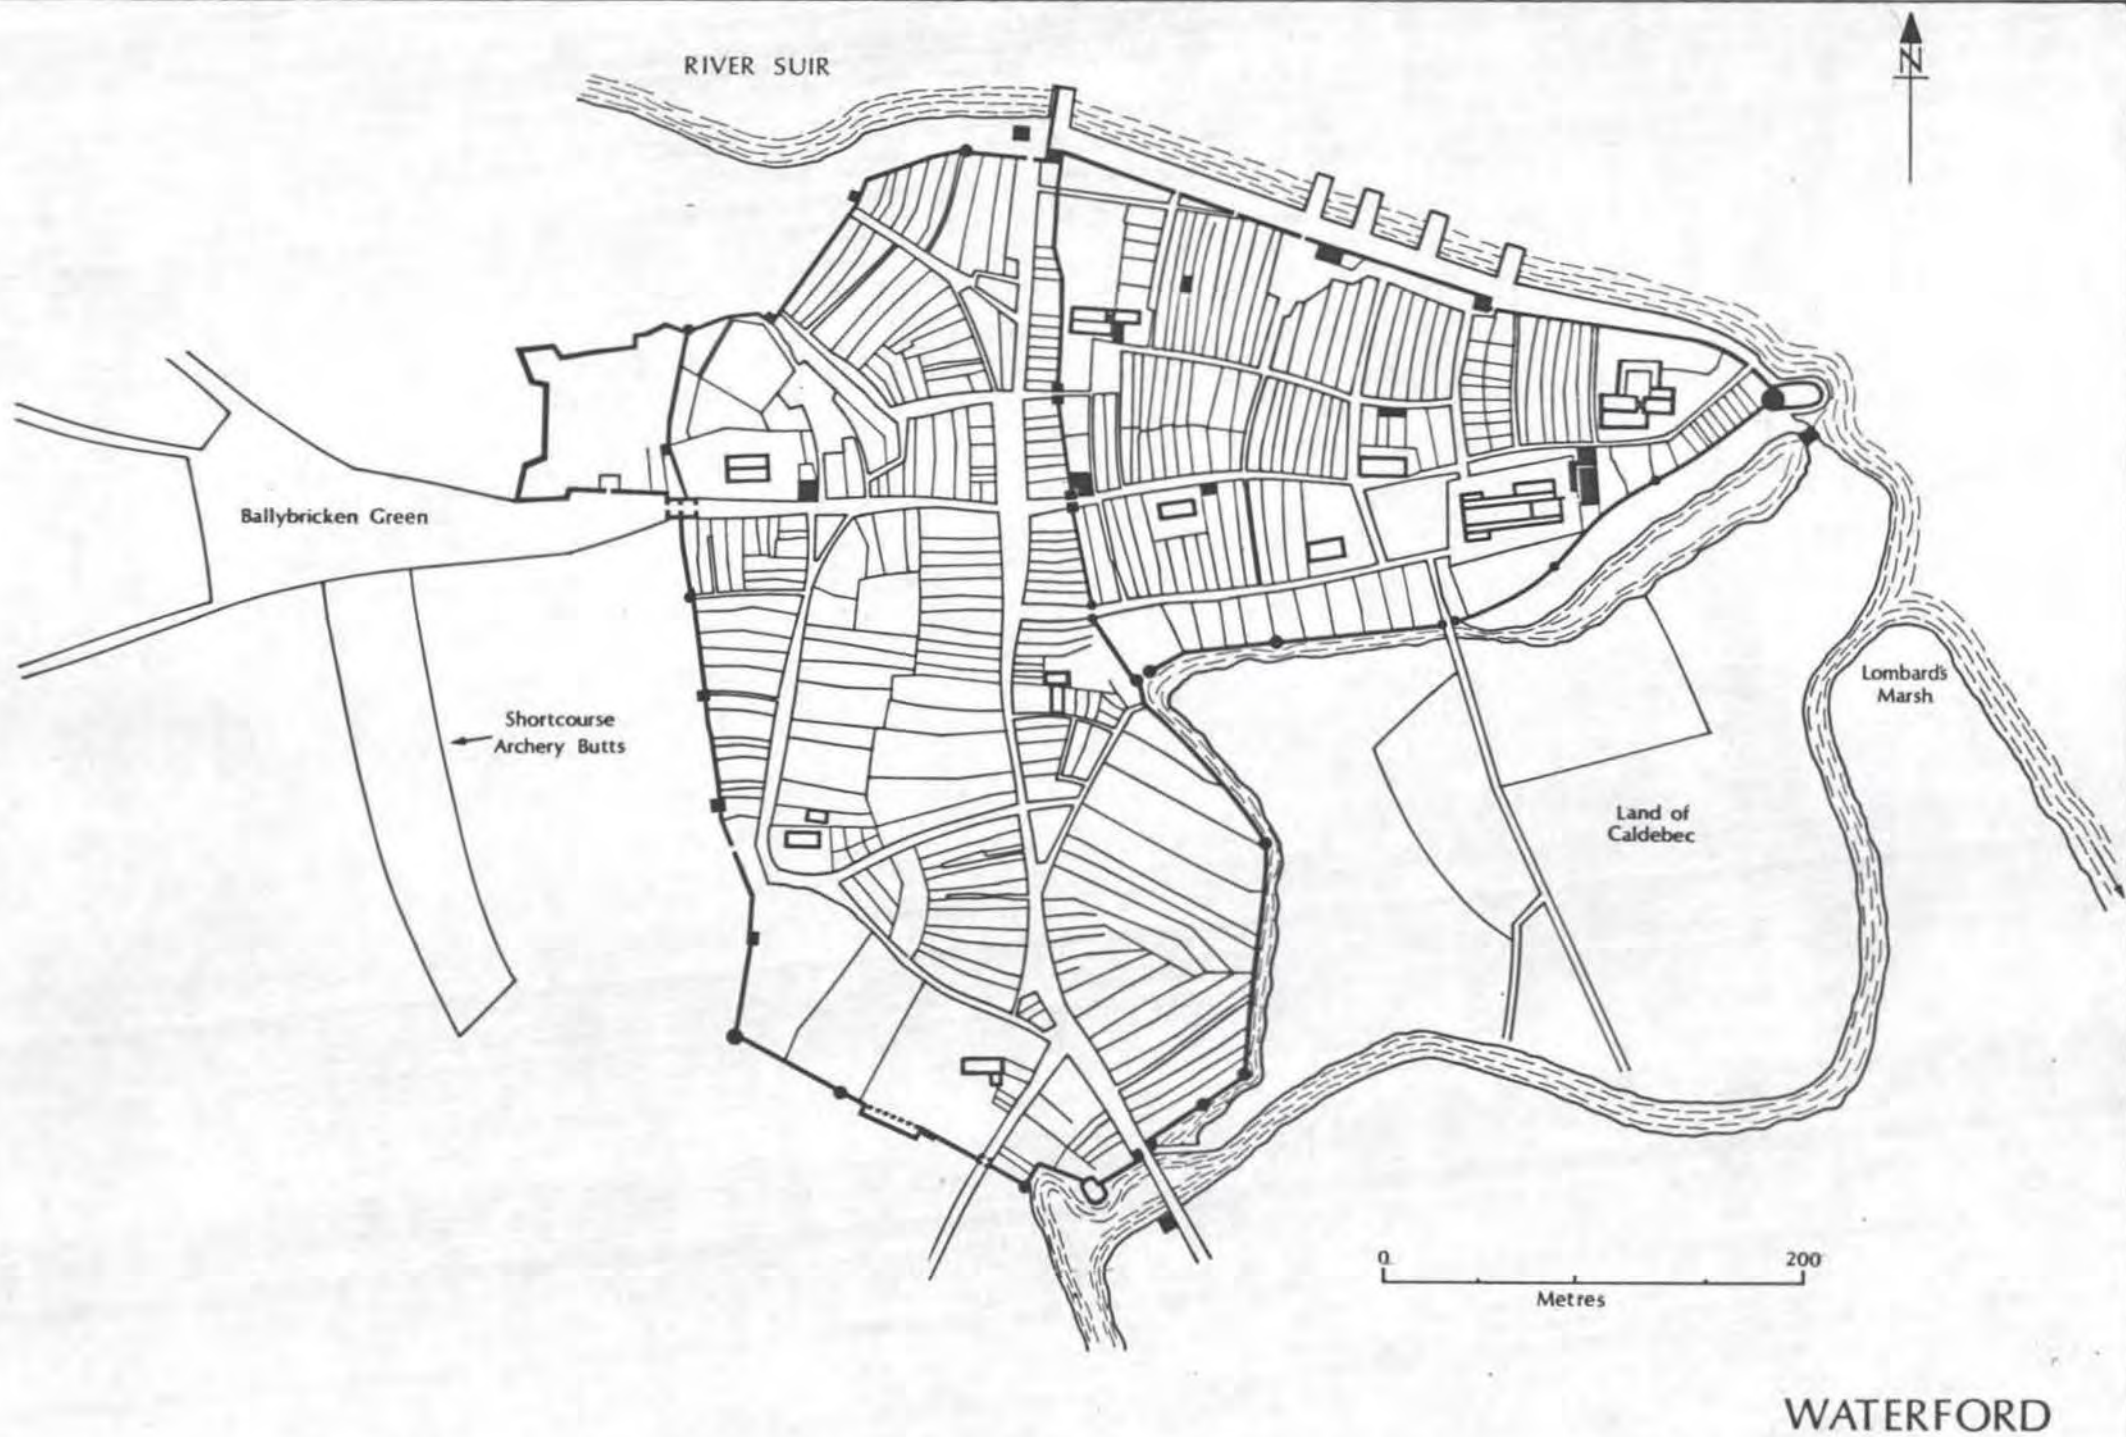 RIVER SUIR
N
Ballybricken Green
Shortcourse
Archery Butts
Lombard's
Marsh
Land of
Caldebec
0
200
Metres
WATERFORD